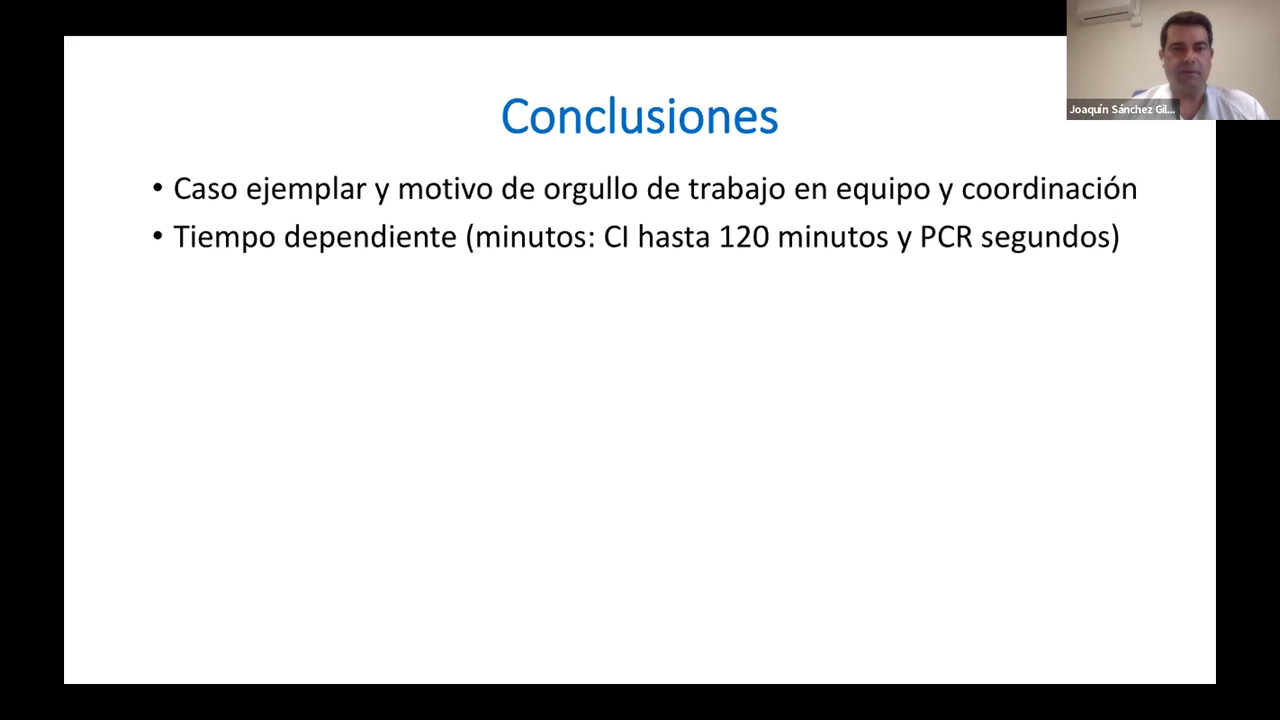 Conclusiones
Joaquín Sánchez Gil...
• Caso ejemplar y motivo de orgullo de trabajo en equipo y coordinación
• Tiempo dependiente (minutos: CI hasta 120 minutos y PCR segundos)